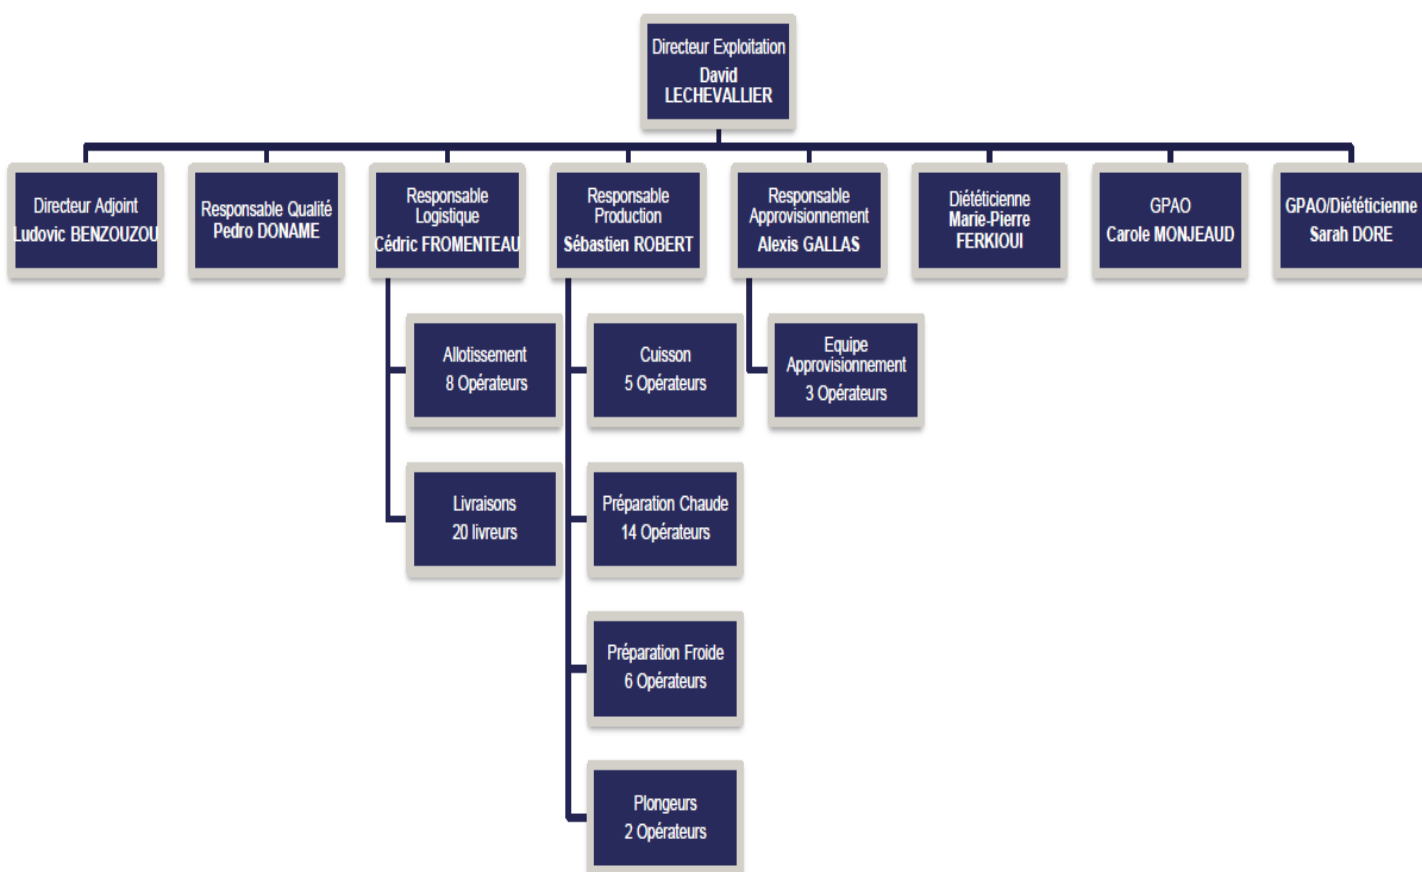 Directeur Exploitation
David
LECHEVALLIER
Directeur Adjoint
Ludovic BENZOUZOU
Responsable Qualité
Pedro DONAME
Responsable
Logistique
Cédric FROMENTEAU
Responsable
Production
Sébastien ROBERT
Responsable
Approvisionnement
Alexis GALLAS
Diététicienne
Marie-Pierre
FERKIOUI
GPAO
Carole MONJEAUD
GPAO/Diététicienne
Sarah DORE
Allotissement
8 Opérateurs
Livraisons
20 livreurs
Cuisson
5 Opérateurs
Préparation Chaude
14 Opérateurs
Préparation Froide
6 Opérateurs
Plongeurs
2 Opérateurs
Equipe
Approvisionnement
3 Opérateurs